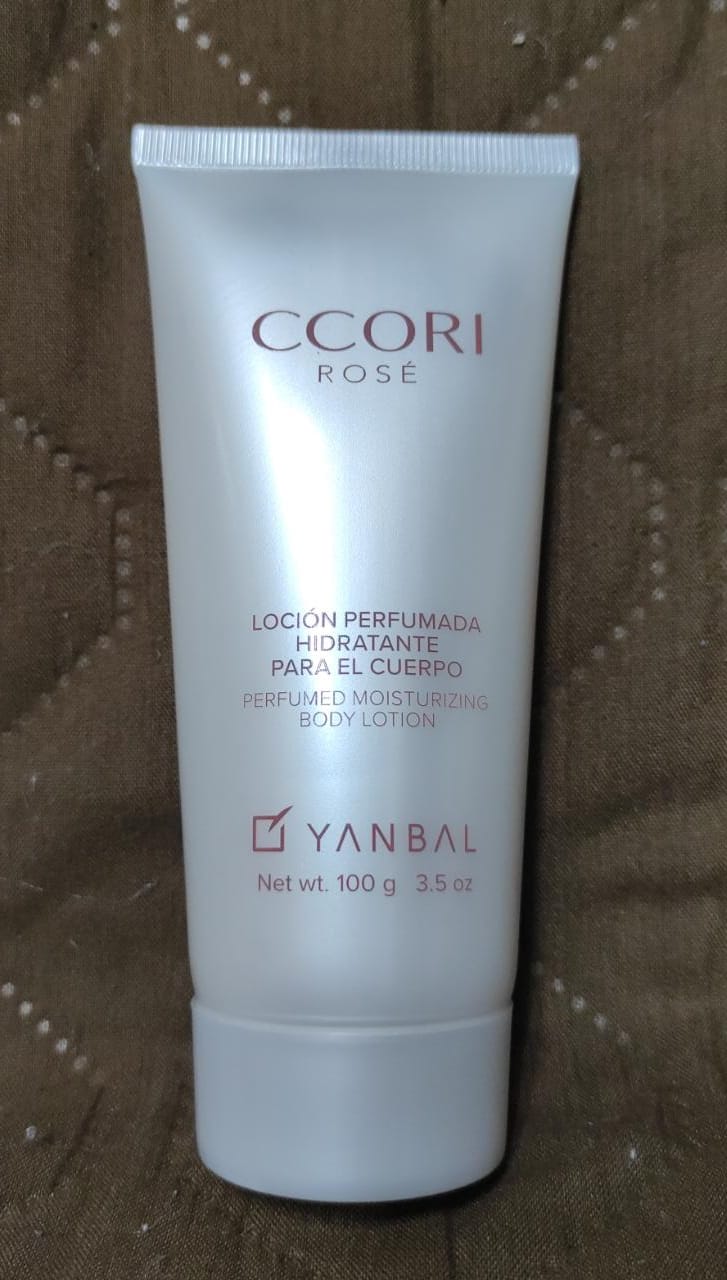 CCORI
ROSÉ
LOCIÓN PERFUMADA
HIDRATANTE
PARA EL CUERPO
PERFUMED MOISTURIZING
BODY LOTION
YANBAL
Net wt. 100 g 3.5 oz